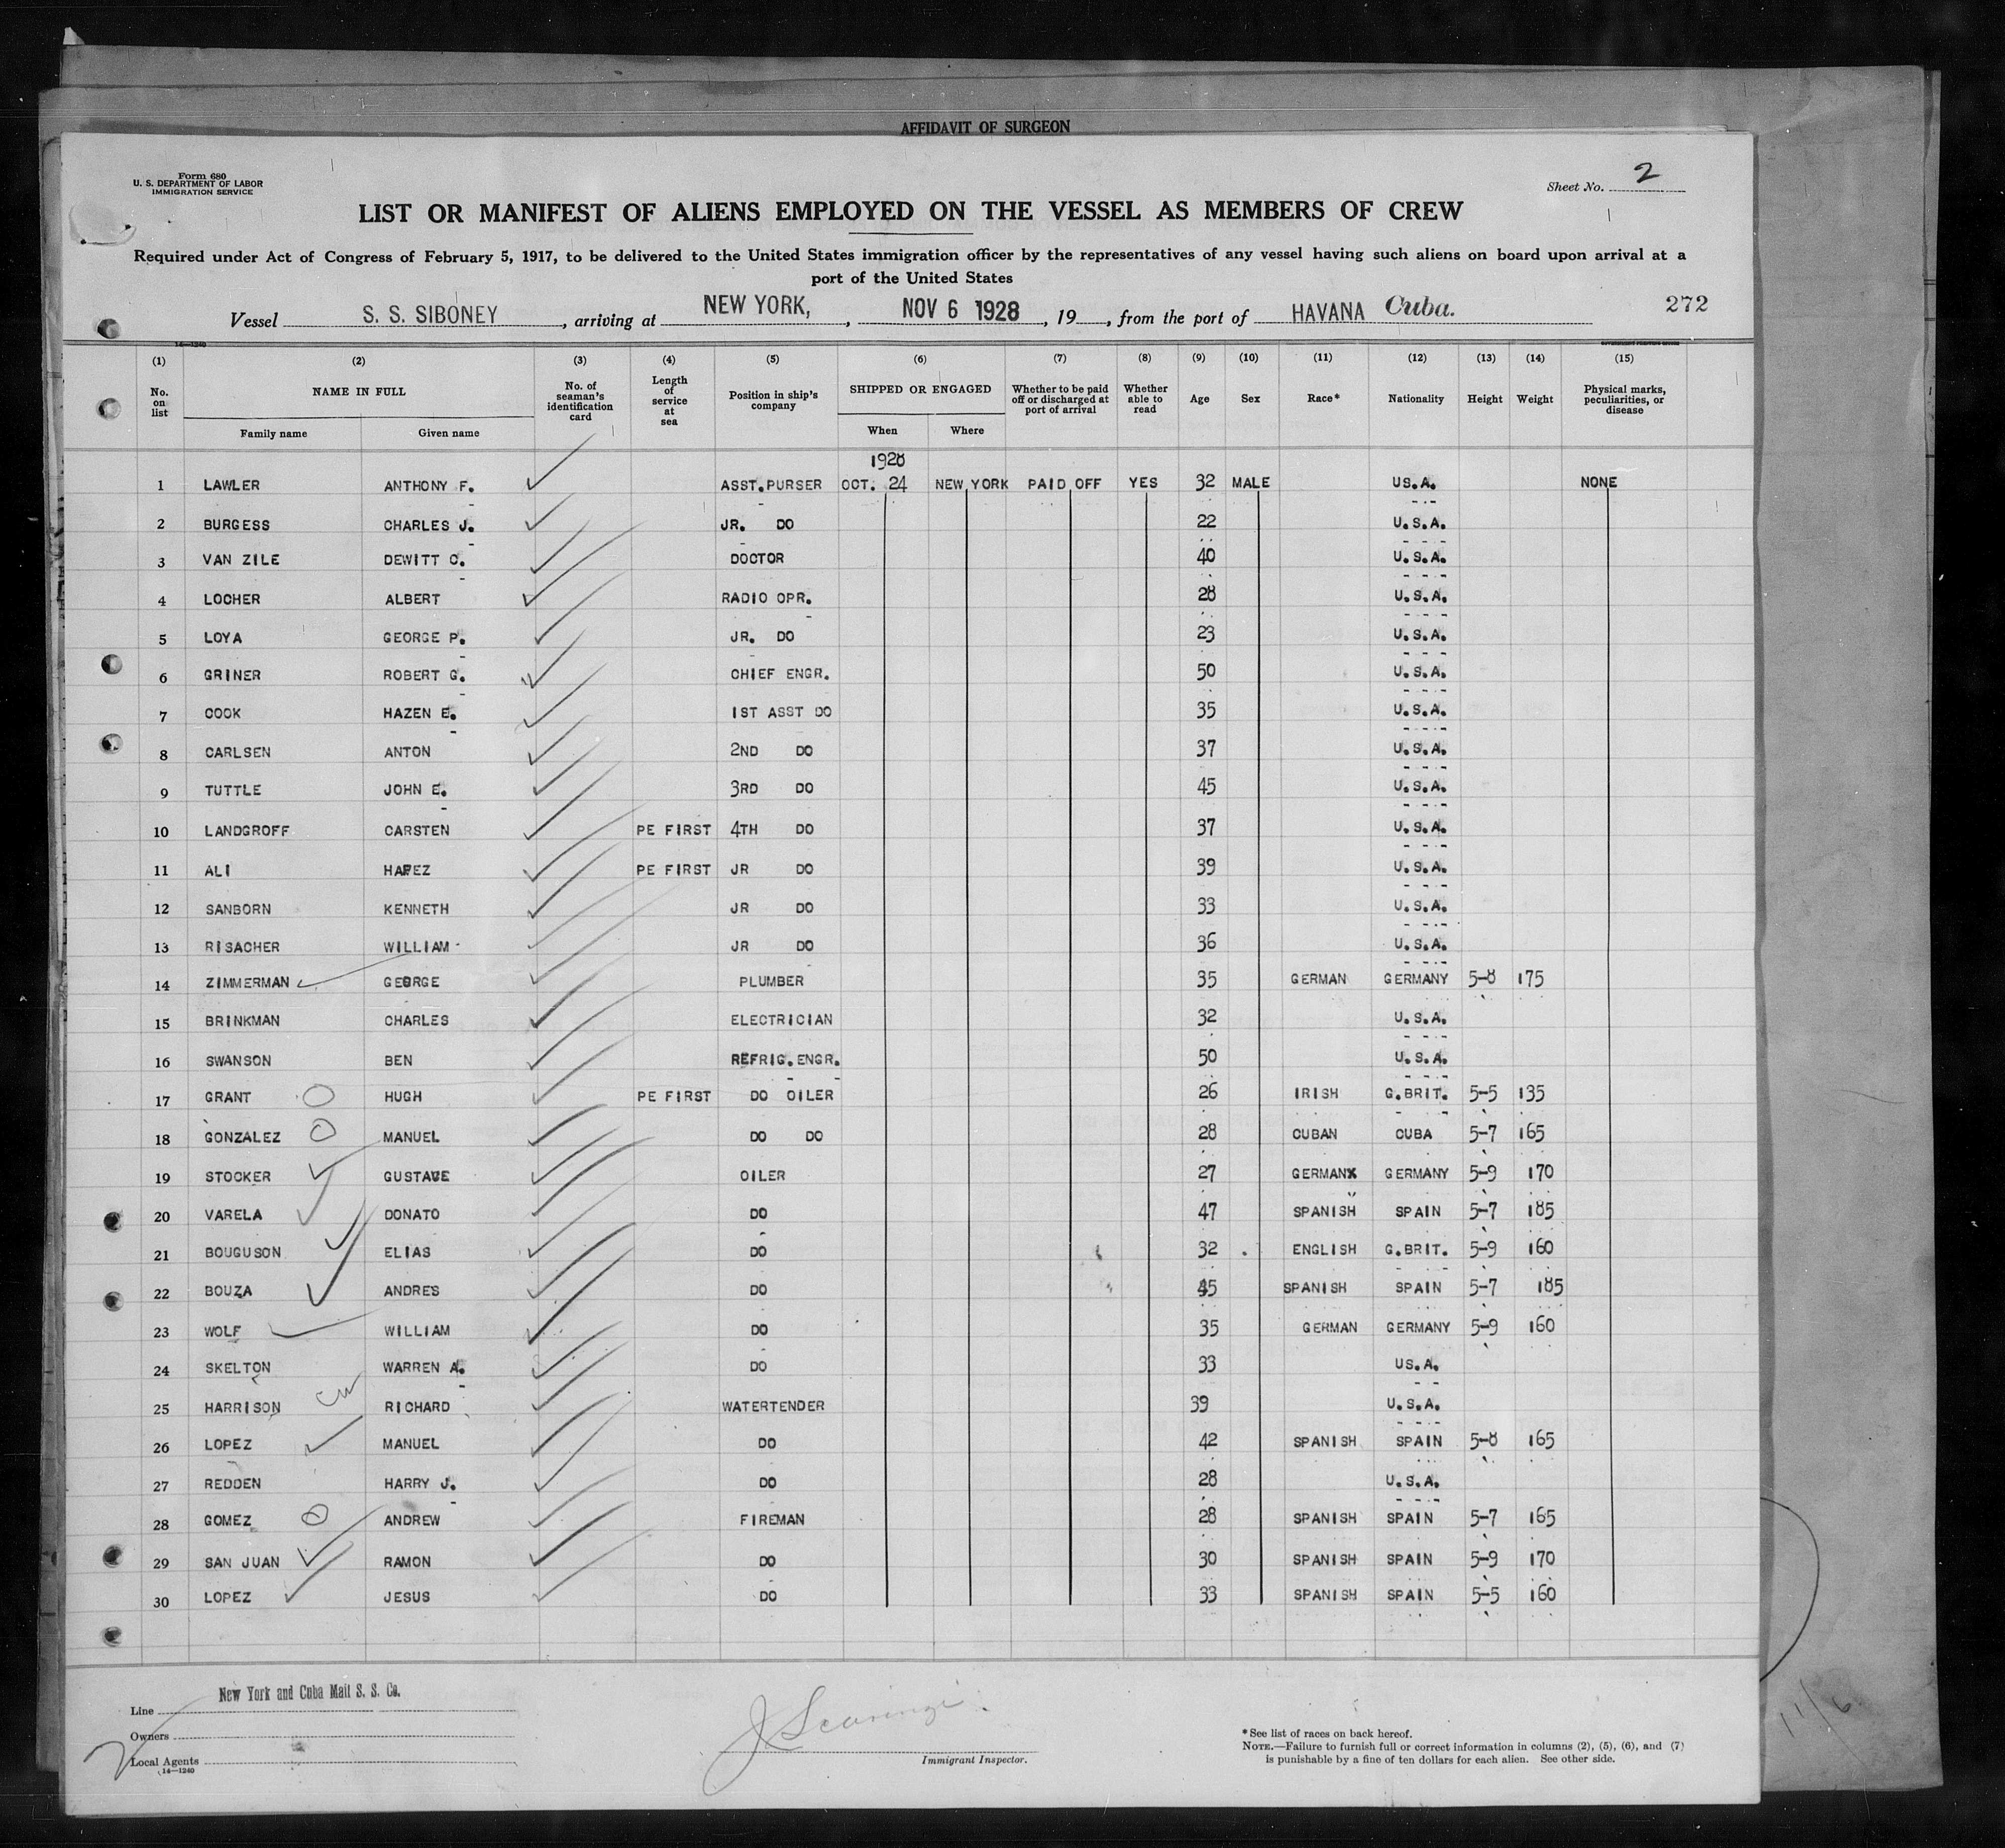 AFFIDAVIT OF SURGEON
Form 680
U. S. DEPARTMENT OF LABOR
IMMIGRATION SERVICE
Sheet No. 2
LIST OR MANIFEST OF ALIENS EMPLOYED ON THE VESSEL AS MEMBERS OF CREW
Required under Act of Congress of February 5, 1917, to be delivered to the United States immigration officer by the representatives of any vessel having such aliens on board upon arrival at a
port of the United States
Vessel S. S. SIBONEY, arriving at NEW YORK, , NOV 6 1928, 19 , from the port of HAVANA Cuba. 272
14—1240
(1) (2) (3) (4) (5) (6) (7) (8) (9) (10) (11) (12) (13) (14) (15)
No. on list NAME IN FULL Family name Given name No. of seaman's identification card Length of service at sea Position in ship's company SHIPPED OR ENGAGED When Where Whether to be paid off or discharged at port of arrival Whether able to read Age Sex Race* Nationality Height Weight Physical marks, peculiarities, or disease
1928
1 LAWLER ANTHONY F. ASST.PURSER OCT. 24 NEW YORK PAID OFF YES 32 MALE US.A. NONE
2 BURGESS CHARLES J. JR. DO 22 U.S.A.
3 VAN ZILE DEWITT C. DOCTOR 40 U.S.A.
4 LOCHER ALBERT RADIO OPR. 28 U.S.A.
5 LOYA GEORGE P. JR. DO 23 U.S.A.
6 GRINER ROBERT G. CHIEF ENGR. 50 U.S.A.
7 COOK HAZEN E. 1ST ASST DO 35 U.S.A.
8 CARLSEN ANTON 2ND DO 37 U.S.A.
9 TUTTLE JOHN E. 3RD DO 45 U.S.A.
10 LANDGROFF CARSTEN PE FIRST 4TH DO 37 U.S.A.
11 ALI HAFEZ PE FIRST JR DO 39 U.S.A.
12 SANBORN KENNETH JR DO 33 U.S.A.
13 RISACHER WILLIAM JR DO 36 U.S.A.
14 ZIMMERMAN GEORGE PLUMBER 35 GERMAN GERMANY 5-8 175
15 BRINKMAN CHARLES ELECTRICIAN 32 U.S.A.
16 SWANSON BEN REFRIG.ENGR. 50 U.S.A.
17 GRANT HUGH PE FIRST DO OILER 26 IRISH G.BRIT. 5-5 135
18 GONZALEZ MANUEL DO DO 28 CUBAN CUBA 5-7 165
19 STOCKER GUSTAVE OILER 27 GERMANX GERMANY 5-9 170
20 VARELA DONATO DO 47 SPANISH SPAIN 5-7 185
21 BOUGUSON ELIAS DO 32 ENGLISH G.BRIT. 5-9 160
22 BOUZA ANDRES DO 45 SPANISH SPAIN 5-7 185
23 WOLF WILLIAM DO 35 GERMAN GERMANY 5-9 160
24 SKELTON WARREN A. DO 33 US.A.
25 HARRISON RICHARD WATERTENDER 39 U.S.A.
26 LOPEZ MANUEL DO 42 SPANISH SPAIN 5-8 165
27 REDDEN HARRY J. DO 28 U.S.A.
28 GOMEZ ANDREW FIREMAN 28 SPANISH SPAIN 5-7 165
29 SAN JUAN RAMON DO 30 SPANISH SPAIN 5-9 170
30 LOPEZ JESUS DO 33 SPANISH SPAIN 5-5 160
Line New York and Cuba Mail S. S. Co.
Owners
Local Agents
14—1240
Immigrant Inspector.
*See list of races on back hereof.
NOTE.—Failure to furnish full or correct information in columns (2), (5), (6), and (7)
is punishable by a fine of ten dollars for each alien. See other side.
11/6